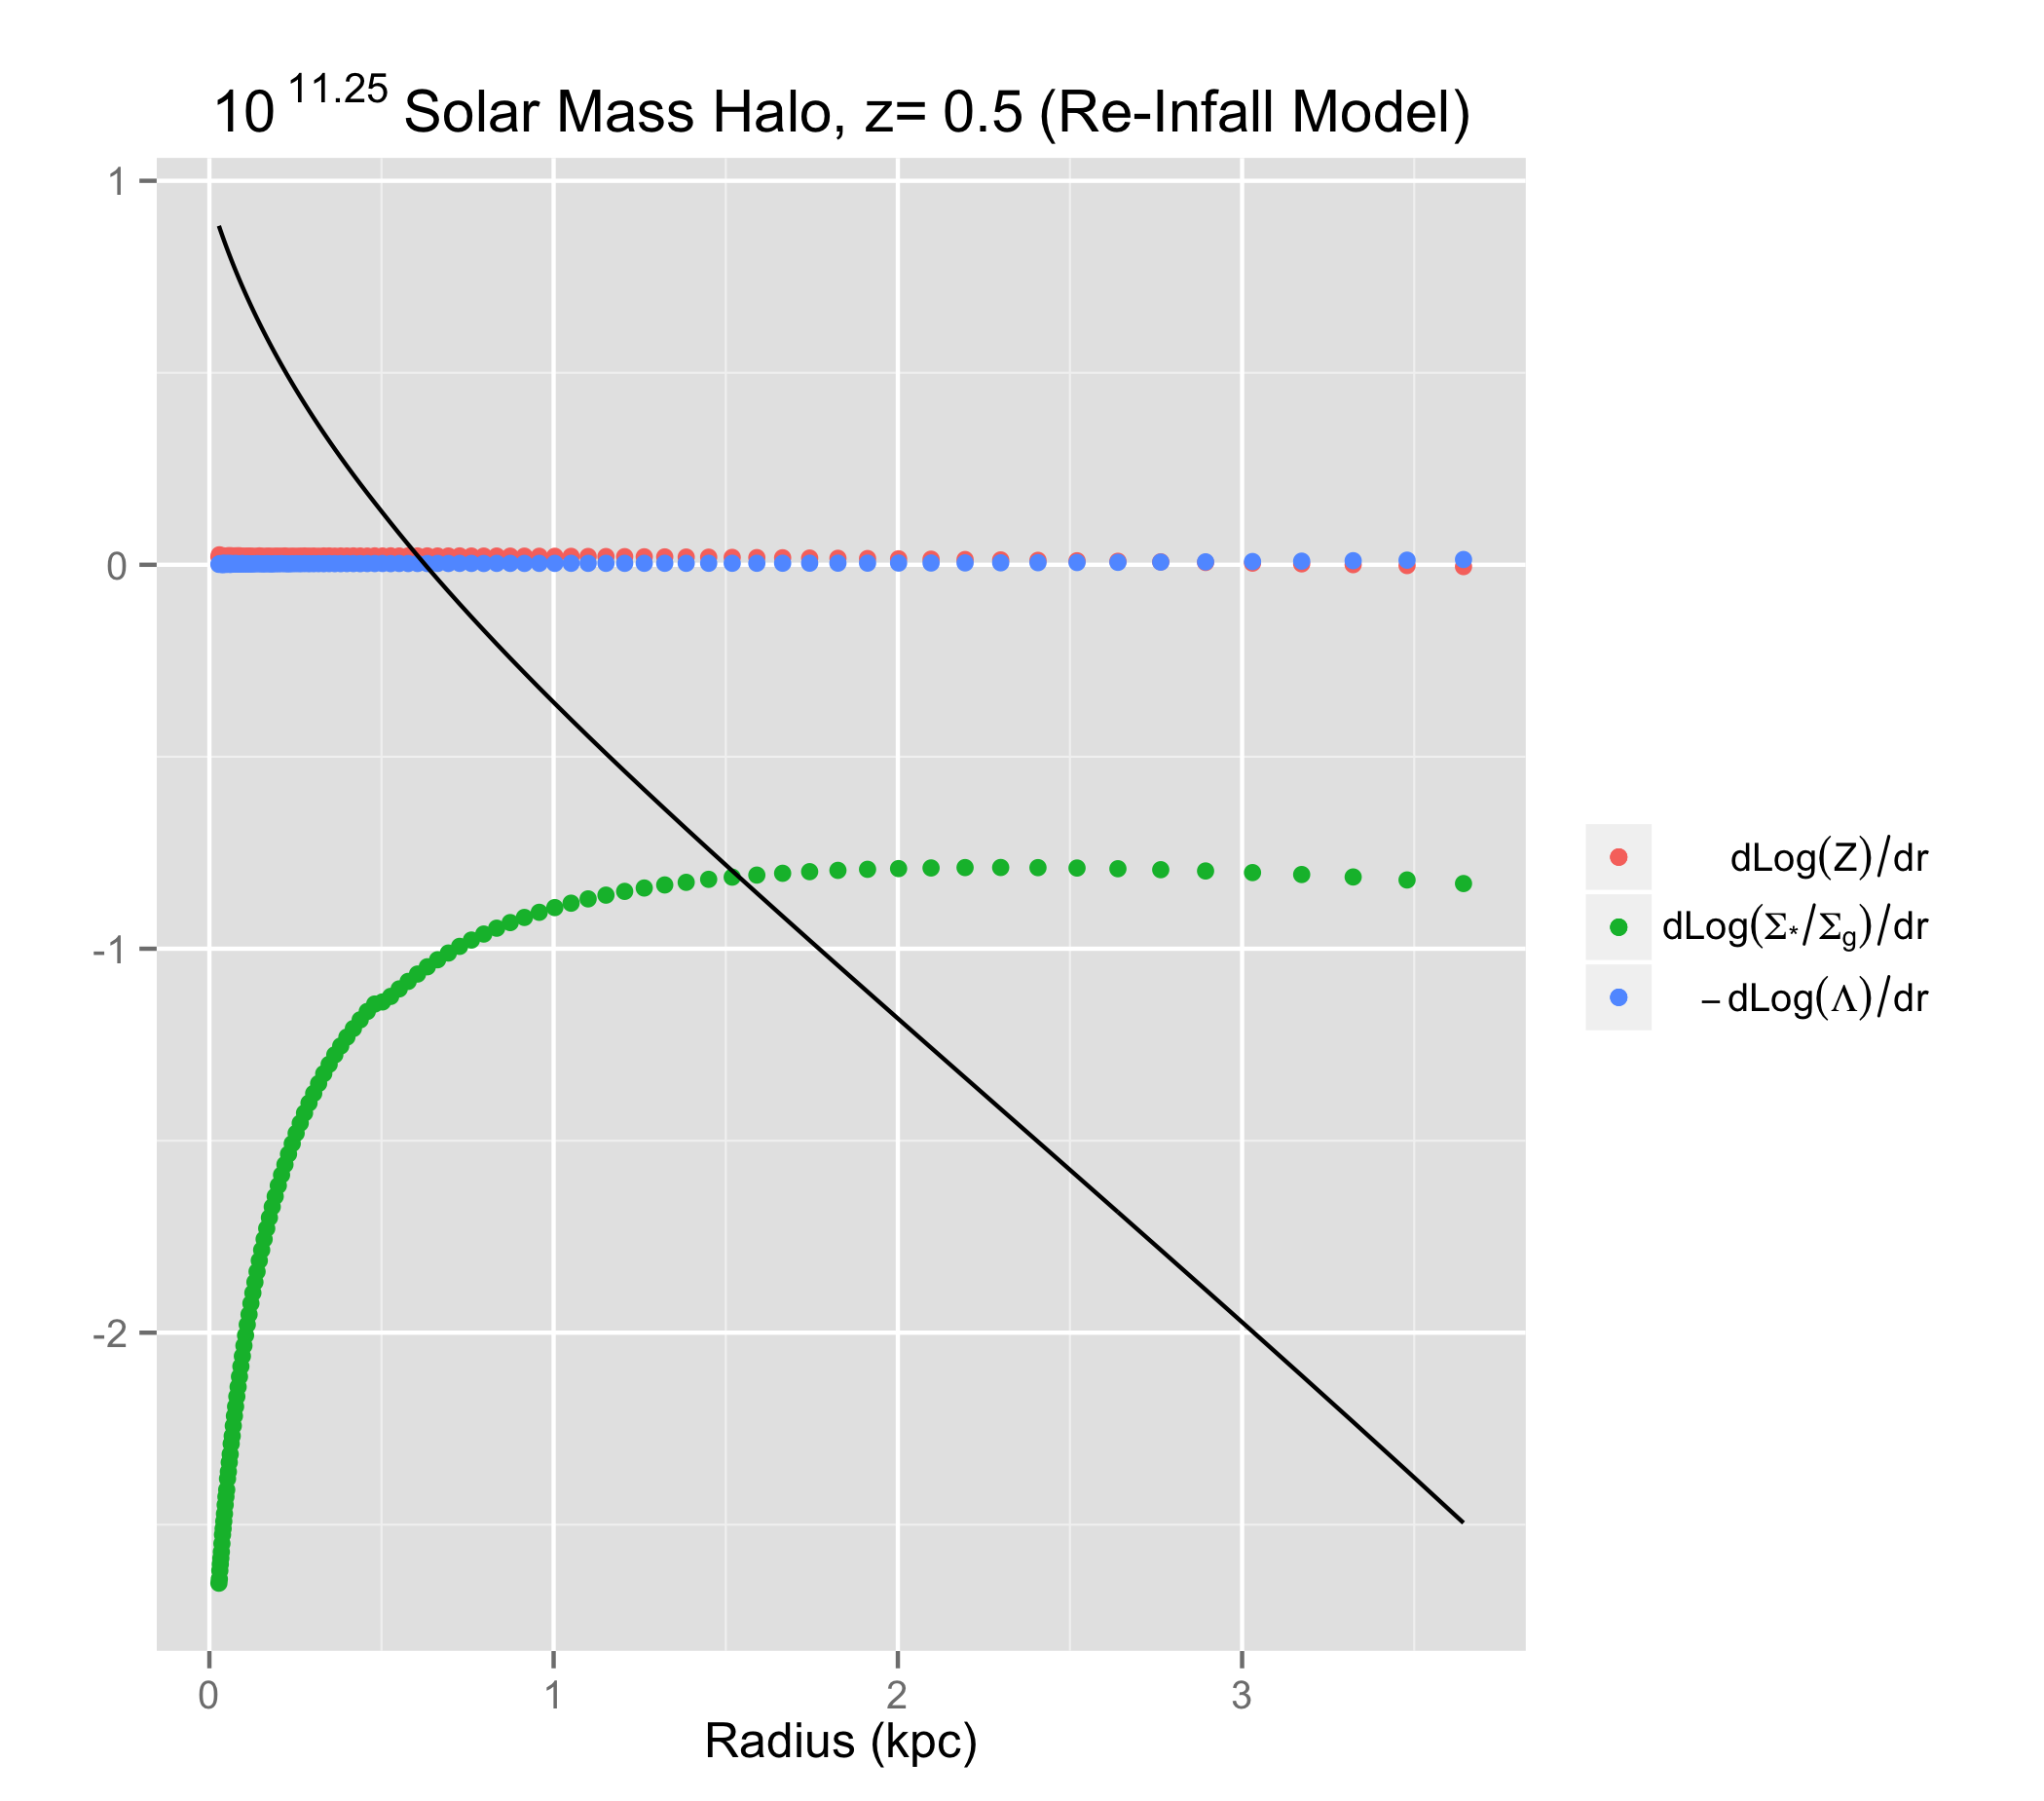 10^11.25 Solar Mass Halo, z= 0.5 (Re-Infall Model)
1
0
-1
-2
0 1 2 3
Radius (kpc)
dLog(Z)/dr
dLog(Σ*/Σg)/dr
−dLog(Λ)/dr